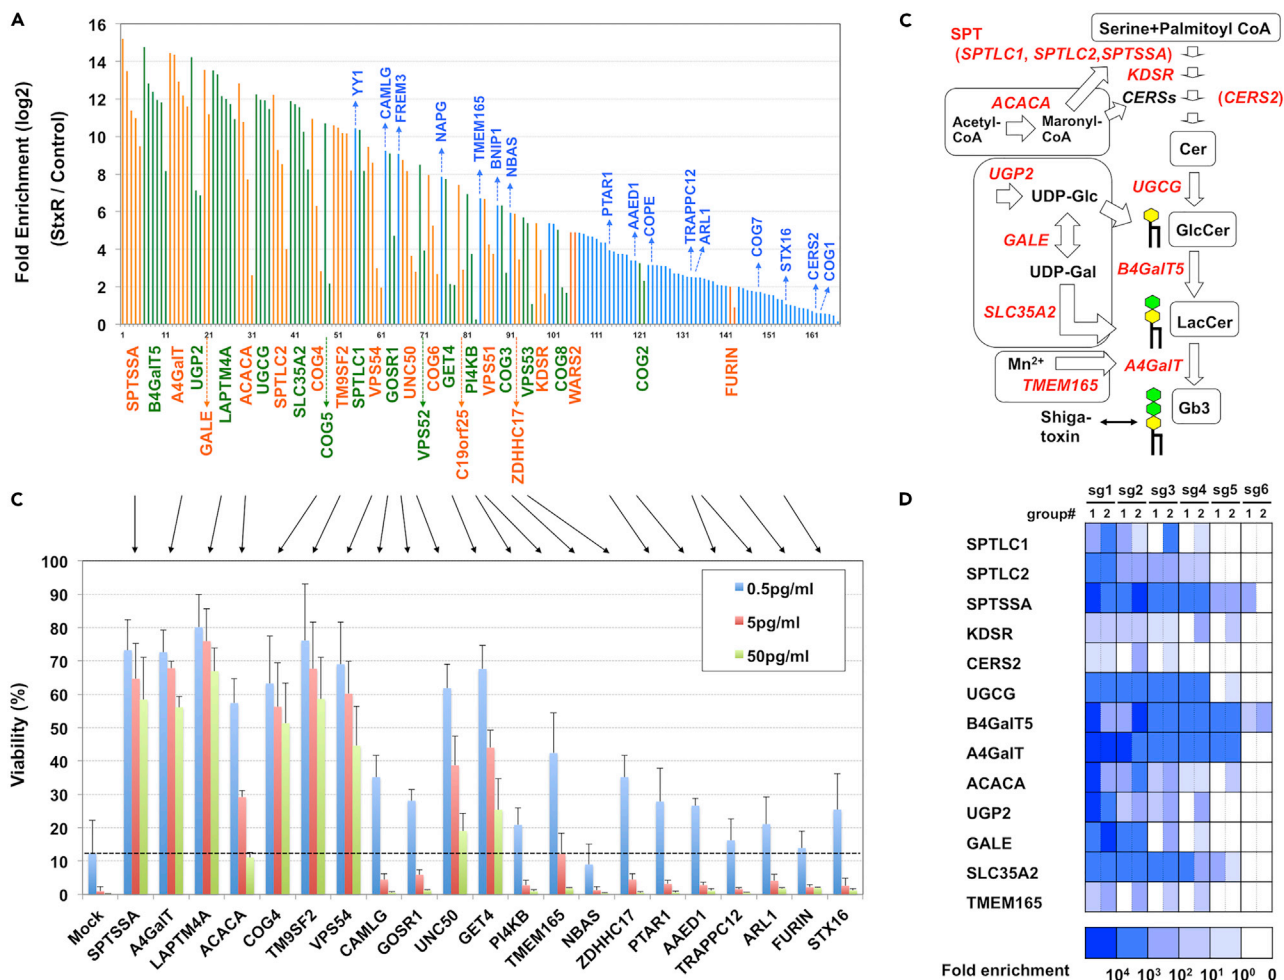 A
Fold Enrichment (log2)
(StxR / Control)
16
14
12
10
8
6
4
2
0
YY1
CAMLG
FREM3
NAPG
TMEM165
BNIP1
NBAS
PTAR1
AAED1
COPE
TRAPPC12
ARL1
COG7
STX16
CERS2
COG1
1 11 21 31 41 51 61 71 81 91 101 111 121 131 141 151 161
SPTSSA
B4GalT5
A4GalT
UGP2
GALE
LAPTM4A
ACACA
UGCG
SPTLC2
SLC35A2
COG4
COG5
TM9SF2
SPTLC1
VPS54
GOSR1
UNC50
VPS52
COG6
GET4
C19orf25
PI4KB
VPS51
COG3
ZDHHC17
VPS53
KDSR
COG8
WARS2
COG2
FURIN
C
Serine+Palmitoyl CoA
SPT
(SPTLC1, SPTLC2,SPTSSA)
KDSR
CERSs
(CERS2)
ACACA
Acetyl-
CoA
Maronyl-
CoA
Cer
UGP2
UDP-Glc
UGCG
GlcCer
GALE
B4GalT5
UDP-Gal
SLC35A2
LacCer
Mn2+
TMEM165
A4GalT
Gb3
Shiga-
toxin
C
Viability (%)
100
90
80
70
60
50
40
30
20
10
0
0.5pg/ml
5pg/ml
50pg/ml
Mock
SPTSSA
A4GalT
LAPTM4A
ACACA
COG4
TM9SF2
VPS54
CAMLG
GOSR1
UNC50
GET4
PI4KB
TMEM165
NBAS
ZDHHC17
PTAR1
AAED1
TRAPPC12
ARL1
FURIN
STX16
D
sg1 sg2 sg3 sg4 sg5 sg6
group# 1 2 1 2 1 2 1 2 1 2 1 2
SPTLC1
SPTLC2
SPTSSA
KDSR
CERS2
UGCG
B4GalT5
A4GalT
ACACA
UGP2
GALE
SLC35A2
TMEM165
Fold enrichment 10⁴ 10³ 10² 10¹ 10⁰ 0